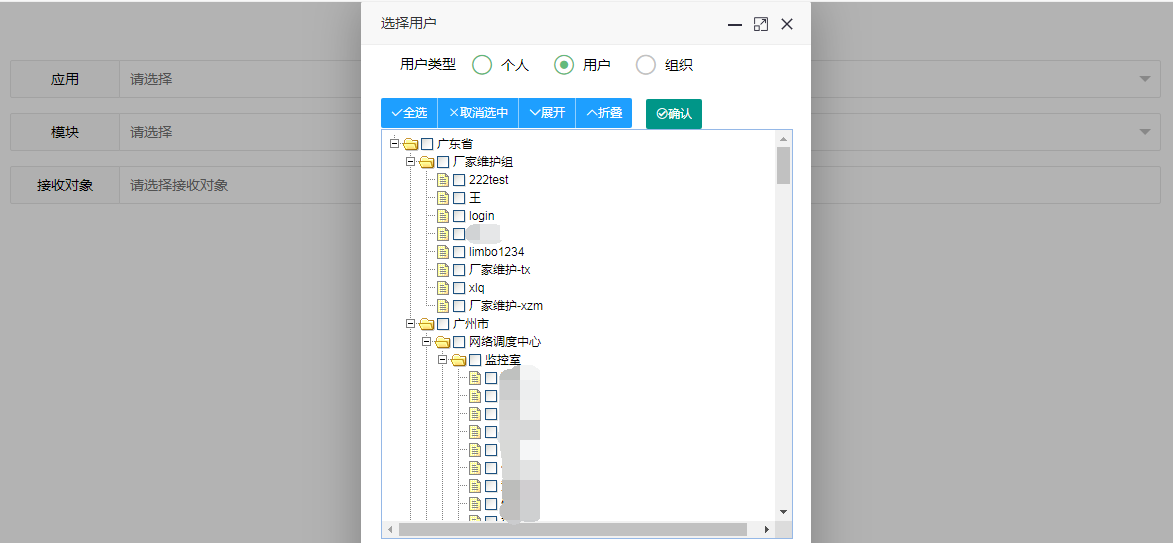 选择用户
用户类型 个人 用户 组织
应用 请选择
全选 取消选中 展开 折叠 确认
模块 请选择
广东省
厂家维护组
222test
接收对象 请选择接收对象
王
login
limbo1234
厂家维护-tx
xlq
厂家维护-xzm
广州市
网络调度中心
监控室